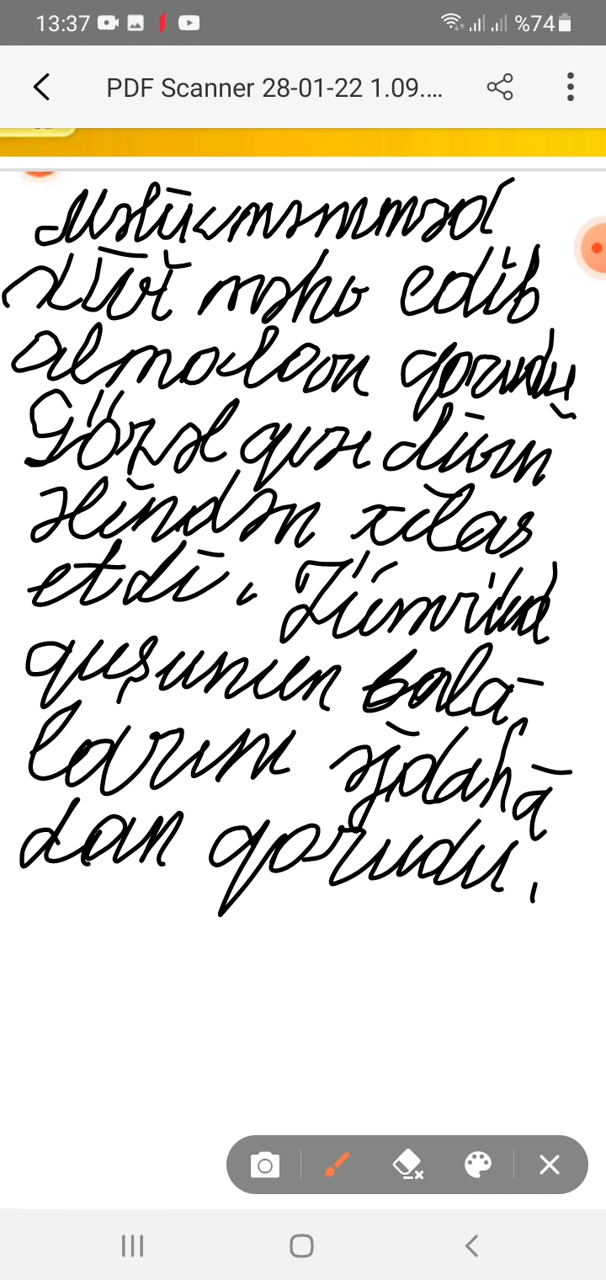 13:37 %74
PDF Scanner 28-01-22 1.09....
Məlikməmməd
divi məhv edib
almaları qorudu
Gözəl qızı divin
əlindən xilas
etdi. Zümrüd
quşunun bala-
larını əjdaha-
dan qorudu.